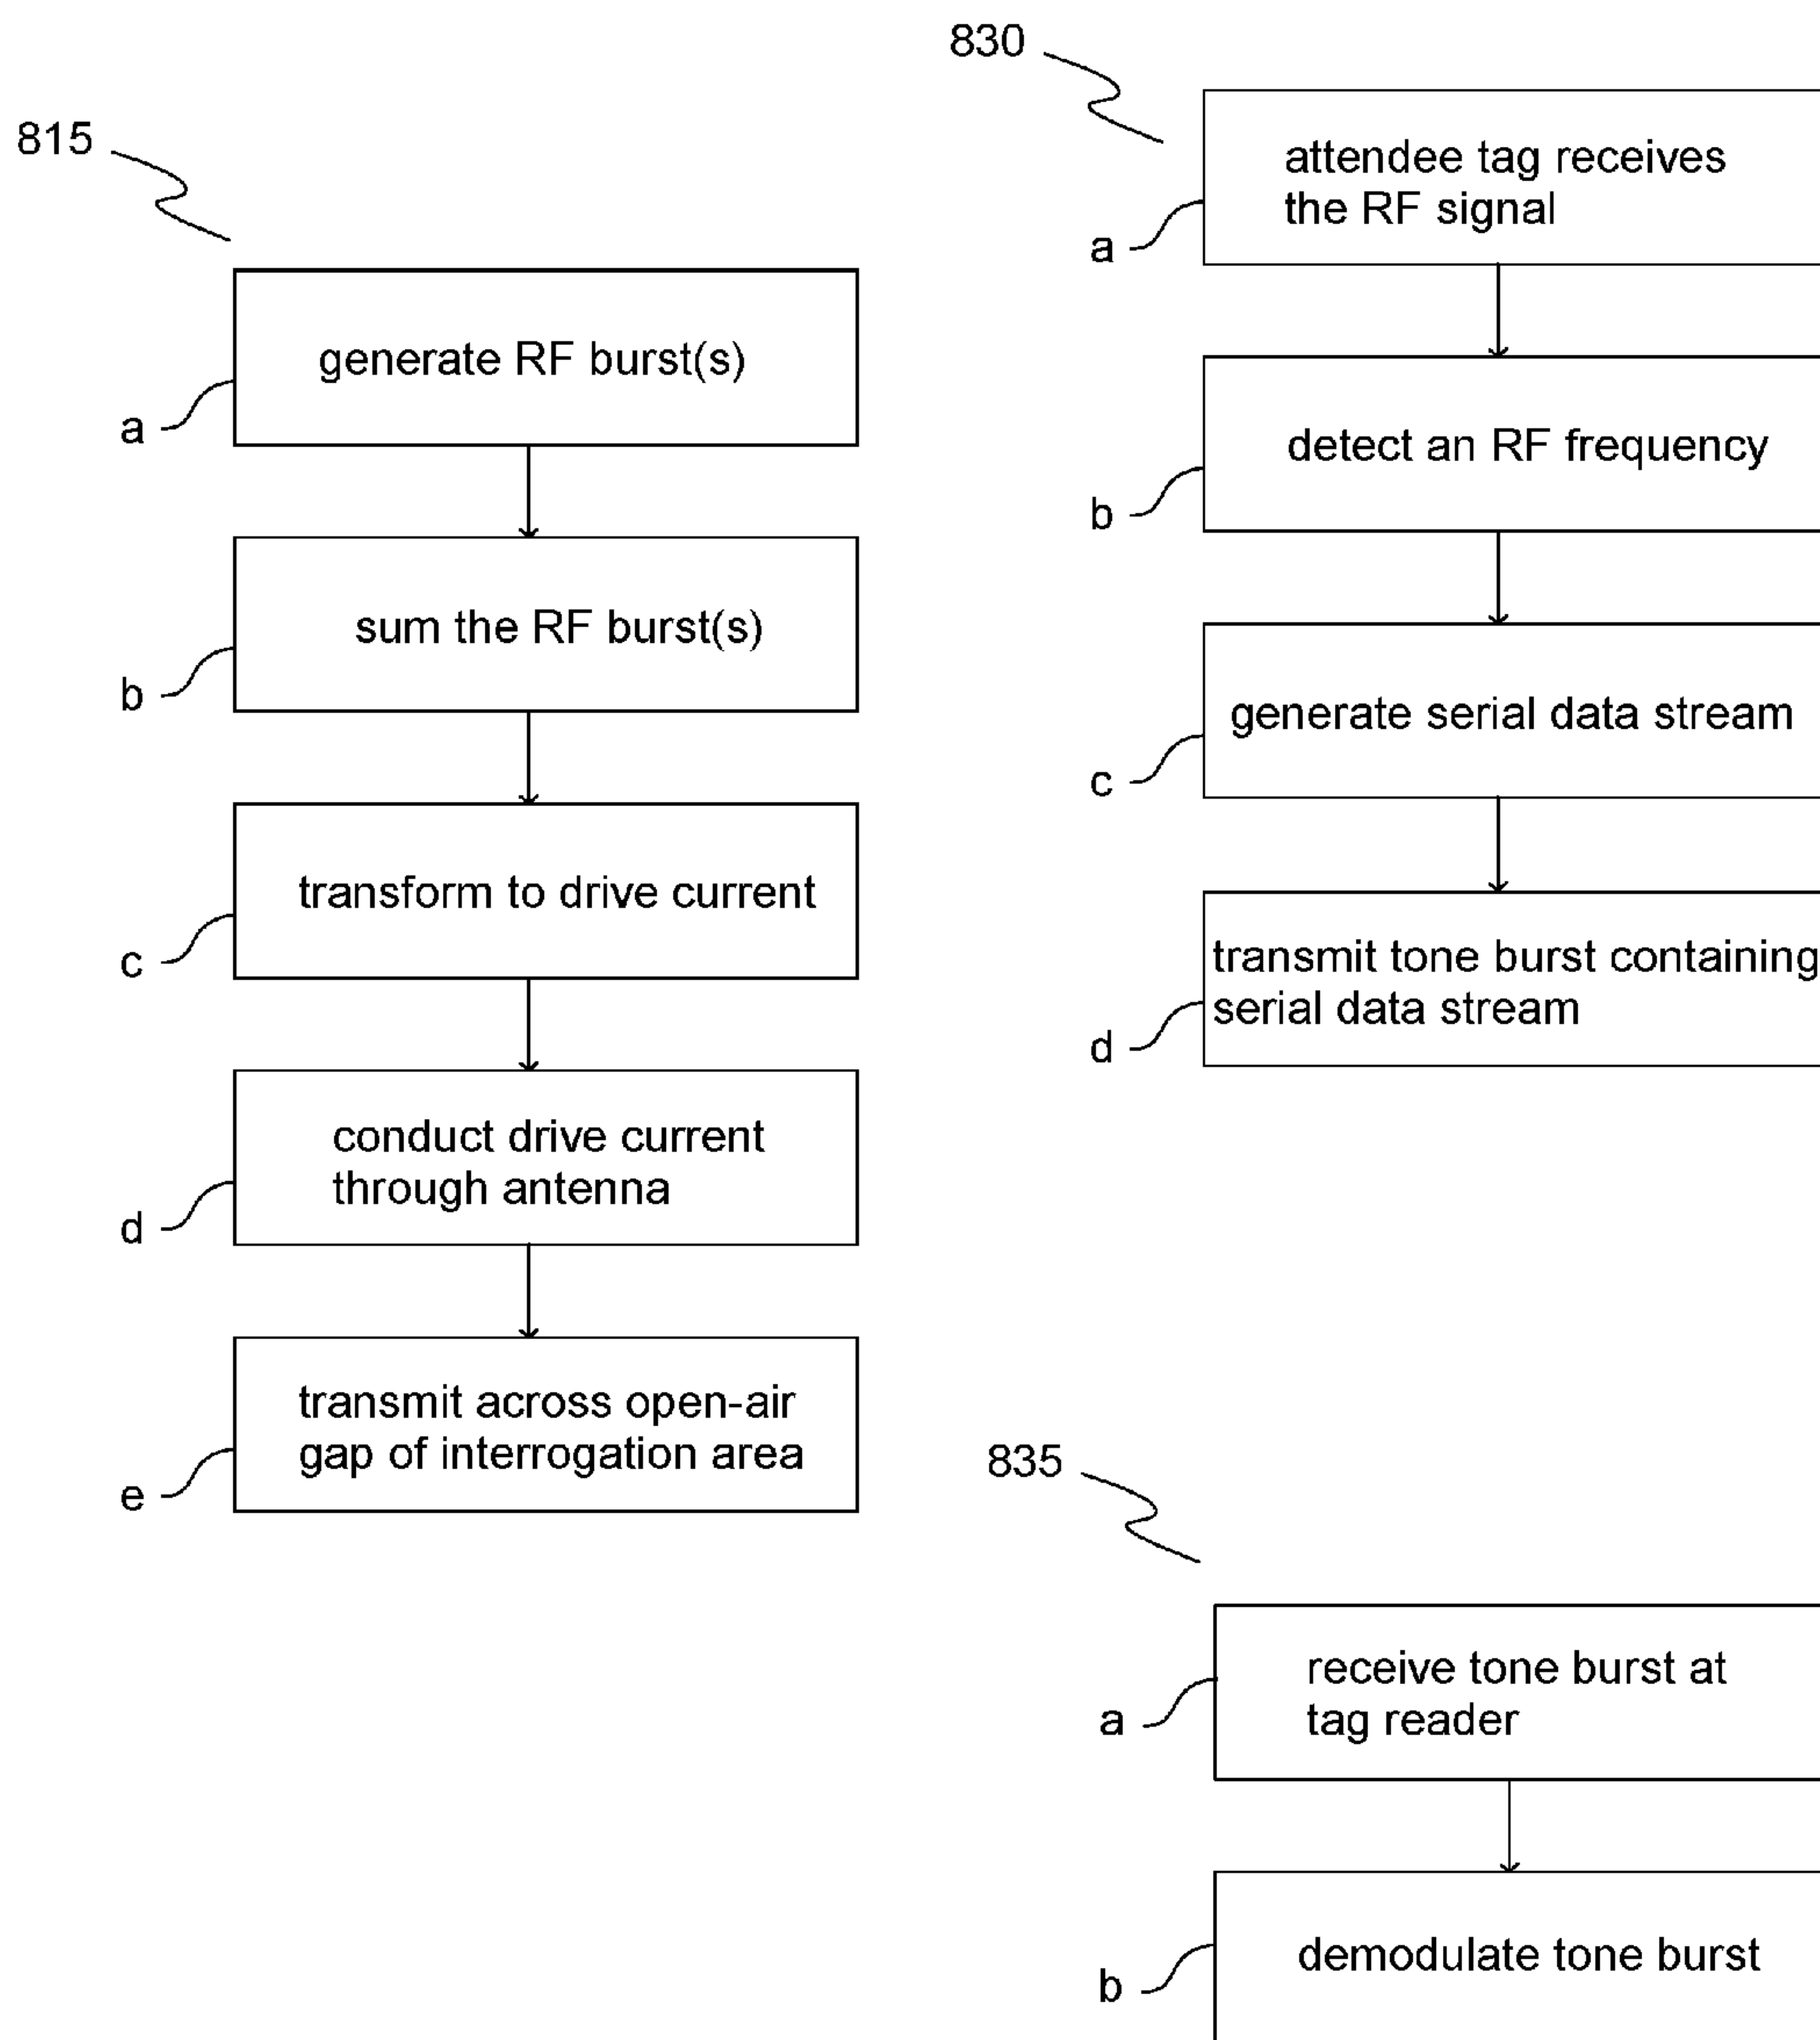 815
a
generate RF burst(s)
b
sum the RF burst(s)
c
transform to drive current
d
conduct drive current
through antenna
e
transmit across open-air
gap of interrogation area
830
a
attendee tag receives
the RF signal
b
detect an RF frequency
c
generate serial data stream
d
transmit tone burst containing
serial data stream
835
a
receive tone burst at
tag reader
b
demodulate tone burst